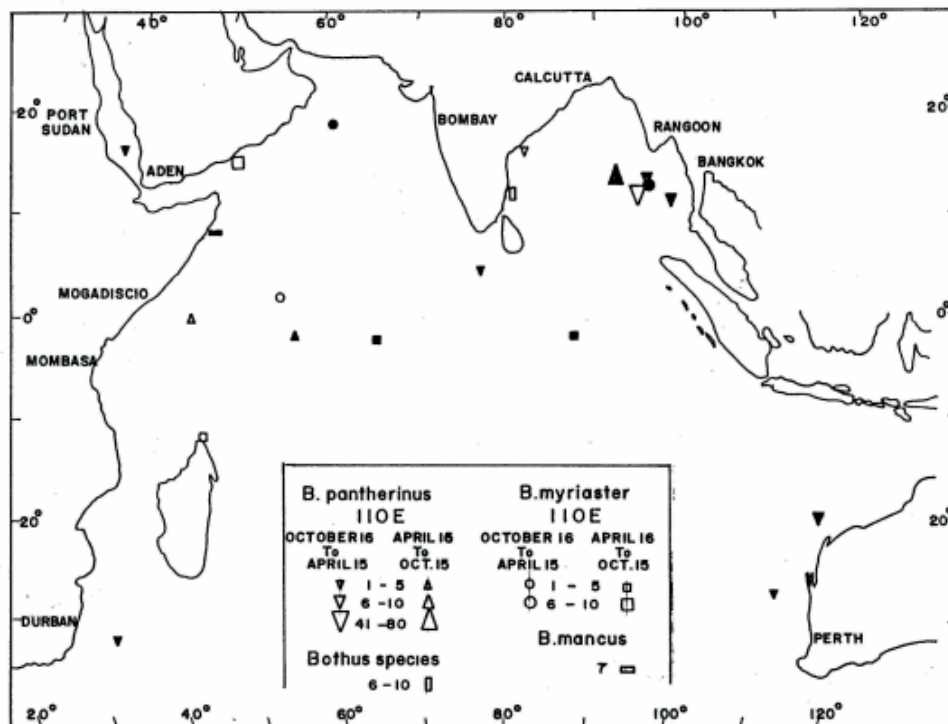 40° 60° 80° 100° 120°
CALCUTTA
20° 20°
PORT
SUDAN
BOMBAY
RANGOON
ADEN
BANGKOK
MOGADISCIO
0° 0°
MOMBASA
B. pantherinus B.myriaster
110E 110E
20° 20°
OCTOBER 16 APRIL 16 OCTOBER 16 APRIL 16
To To To To
APRIL 15 OCT. 15 APRIL 15 OCT. 15
1 - 5 1 - 5
6 - 10 6 - 10
41 - 80
DURBAN
PERTH
B.mancus
Bothus species
6 - 10
20° 40° 60° 80° 100° 120°